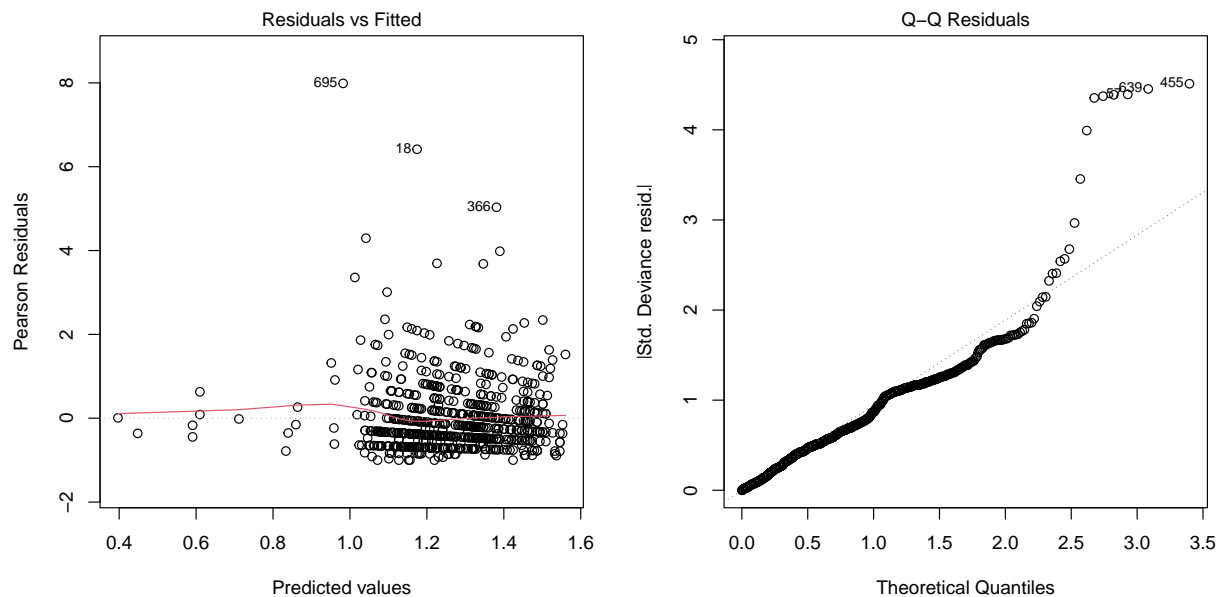 Residuals vs Fitted
Pearson Residuals
8
6
4
2
0
−2
695
18
366
0.4 0.6 0.8 1.0 1.2 1.4 1.6
Predicted values
Q−Q Residuals
|Std. Deviance resid.|
5
4
3
2
1
0
639
455
0.0 0.5 1.0 1.5 2.0 2.5 3.0 3.5
Theoretical Quantiles